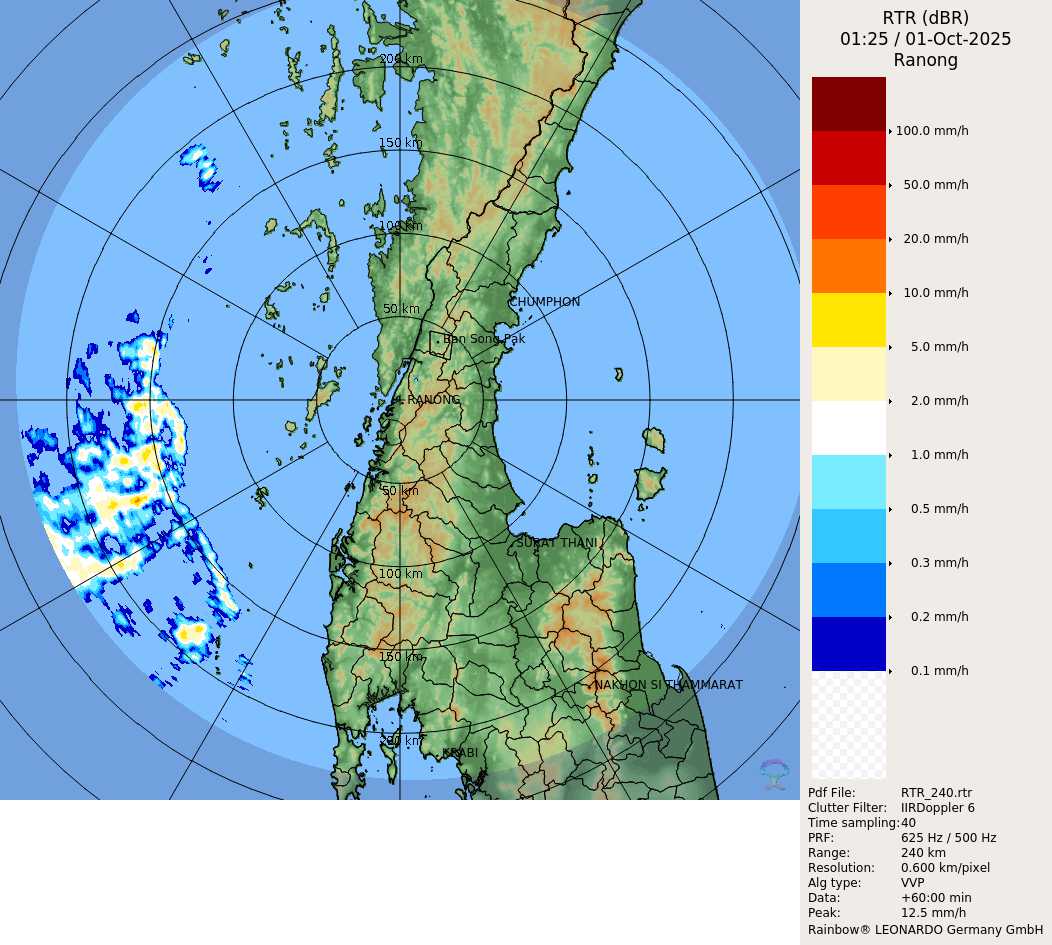 RTR (dBR)
01:25 / 01-Oct-2025
Ranong
100.0 mm/h
50.0 mm/h
20.0 mm/h
10.0 mm/h
5.0 mm/h
2.0 mm/h
1.0 mm/h
0.5 mm/h
0.3 mm/h
0.2 mm/h
0.1 mm/h
200 km
150 km
100 km
50 km
CHUMPHON
Ban Song Pak
RANONG
50 km
SURAT THANI
100 km
150 km
NAKHON SI THAMMARAT
200 km
KRABI
Pdf File: RTR_240.rtr
Clutter Filter: IIRDoppler 6
Time sampling: 40
PRF: 625 Hz / 500 Hz
Range: 240 km
Resolution: 0.600 km/pixel
Alg type: VVP
Data: +60:00 min
Peak: 12.5 mm/h
Rainbow® LEONARDO Germany GmbH